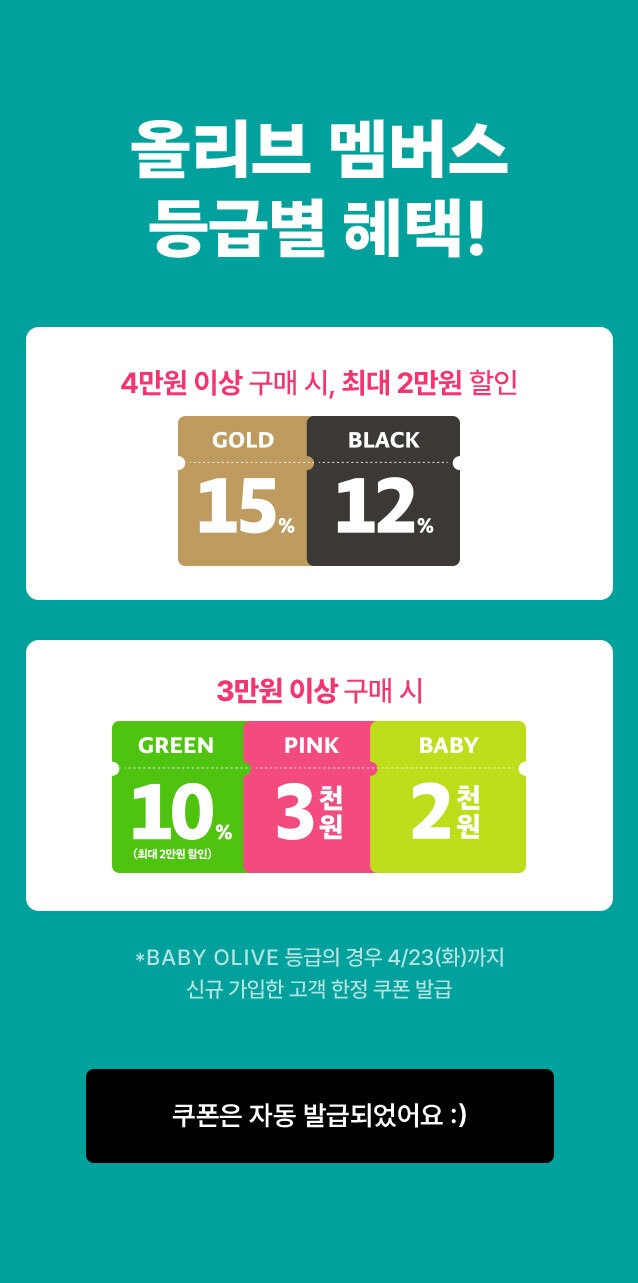 올리브 멤버스
등급별 혜택!
4만원 이상 구매 시, 최대 2만원 할인
GOLD
15%
BLACK
12%
3만원 이상 구매 시
GREEN
10%
(최대 2만원 할인)
PINK
3천원
BABY
2천원
*BABY OLIVE 등급의 경우 4/23(화)까지
신규 가입한 고객 한정 쿠폰 발급
쿠폰은 자동 발급되었어요 :)